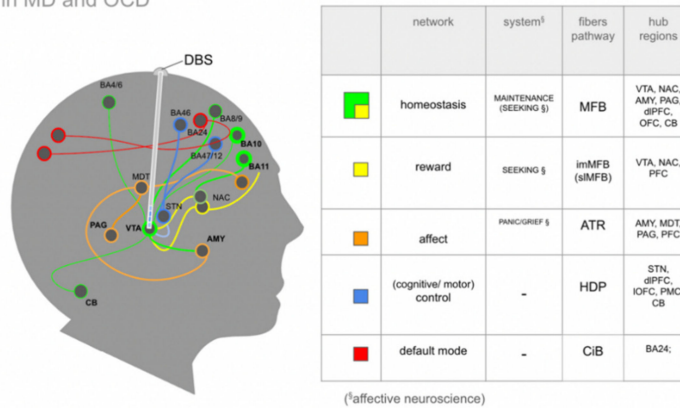 in MD and OCD
DBS
BA4/6
BA46
BA8/9
BA24
BA10
BA47/12
BA11
MDT
NAC
STN
PAG
VTA
AMY
CB
network
system§
fibers
pathway
hub
regions
homeostasis
MAINTENANCE
(SEEKING §)
MFB
VTA, NAC,
AMY, PAG,
dlPFC,
OFC, CB
reward
SEEKING §
imMFB
(slMFB)
VTA, NAC,
PFC
affect
PANIC/GRIEF §
ATR
AMY, MDT,
PAG, PFC
(cognitive/ motor)
control
-
HDP
STN,
dlPFC,
lOFC, PMC
CB
default mode
-
CiB
BA24;
(§affective neuroscience)